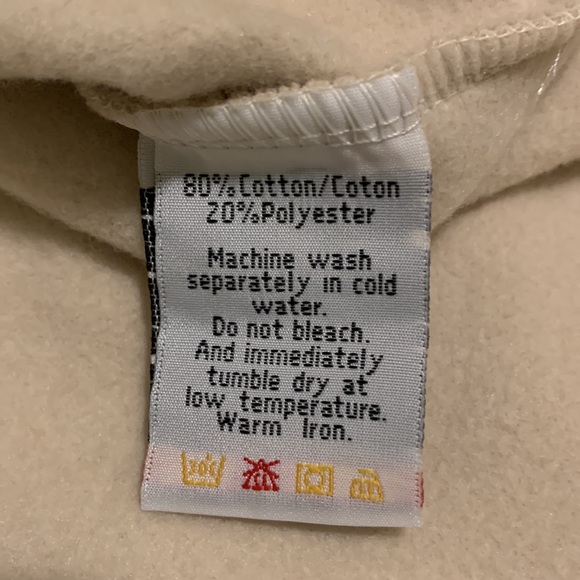 80%Cotton/Coton
20%Polyester
Machine wash
separately in cold
water.
Do not bleach.
And immediately
tumble dry at
low temperature.
Warm Iron.